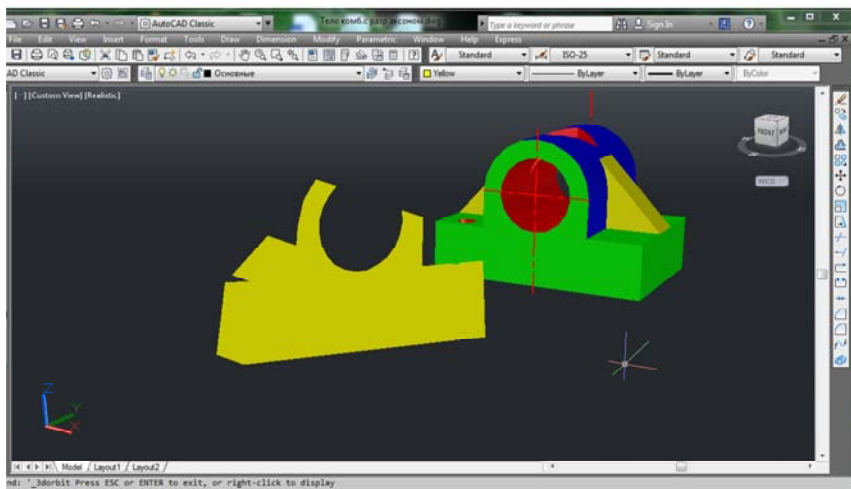 AutoCAD Classic
Тело комб.с разр аксоном.dwg
Type a keyword or phrase
Sign In
File Edit View Insert Format Tools Draw Dimension Modify Parametric Window Help Express
Standard ISO-25 Standard Standard
AD Classic Основные Yellow ByLayer ByLayer ByColor
[-] [Custom View] [Realistic]
FRONT
WCS
Z
Y
X
Model Layout1 Layout2
nd: '_3dorbit Press ESC or ENTER to exit, or right-click to display